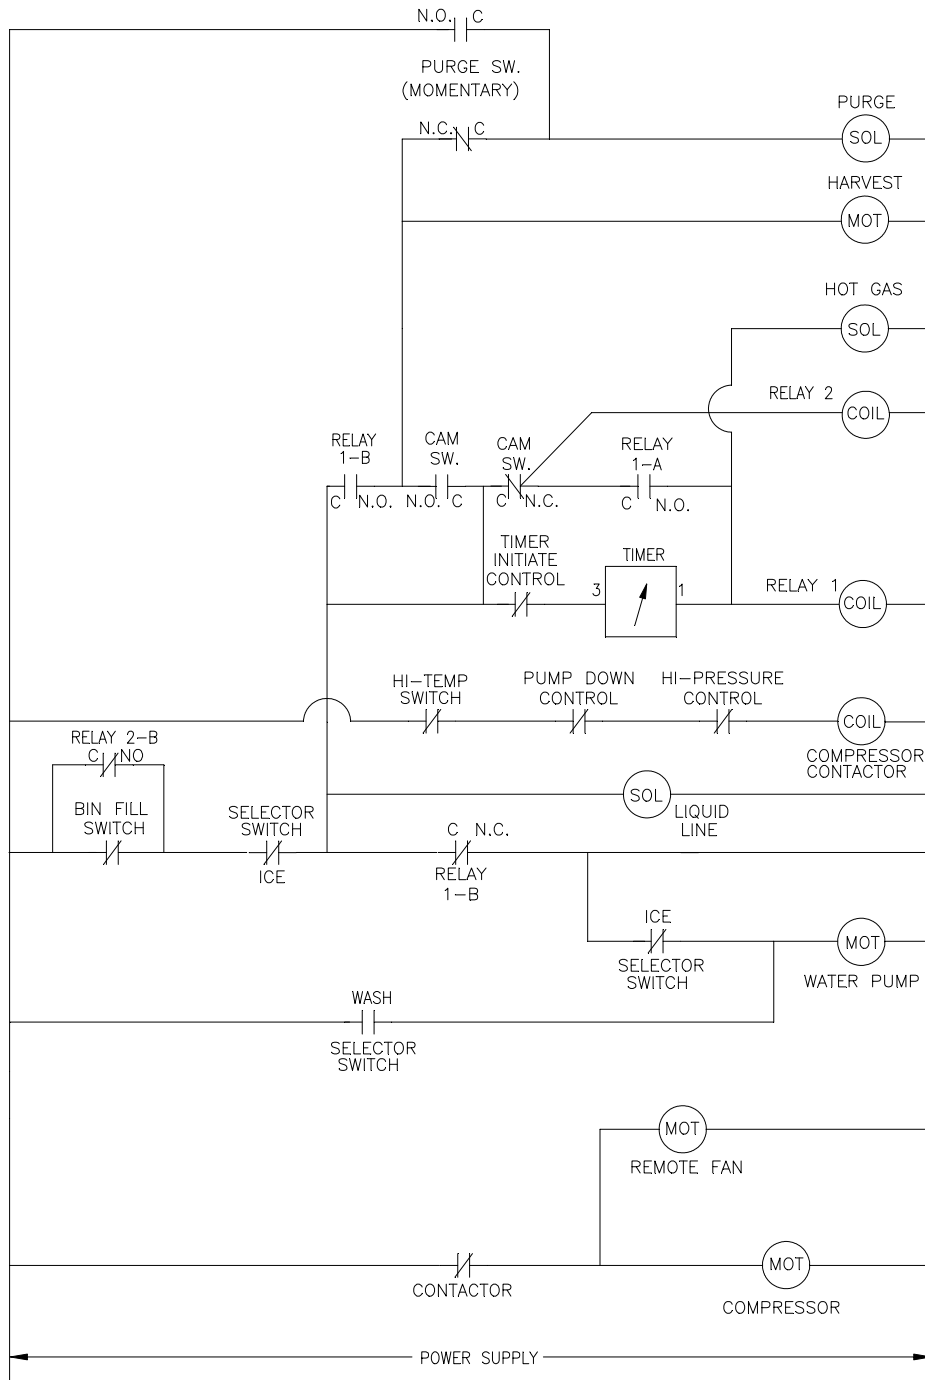 N.O. C
PURGE SW.
(MOMENTARY)
PURGE
N.C. C
SOL
HARVEST
MOT
HOT GAS
SOL
RELAY 2
COIL
RELAY
1-B
CAM
SW.
CAM
SW.
RELAY
1-A
C N.O.
N.O. C
C N.C.
C N.O.
TIMER
INITIATE
CONTROL
TIMER
3
1
RELAY 1
COIL
HI-TEMP
SWITCH
PUMP DOWN
CONTROL
HI-PRESSURE
CONTROL
COIL
COMPRESSOR
CONTACTOR
RELAY 2-B
C NO
SOL
LIQUID
LINE
BIN FILL
SWITCH
SELECTOR
SWITCH
ICE
C N.C.
RELAY
1-B
ICE
SELECTOR
SWITCH
MOT
WATER PUMP
WASH
SELECTOR
SWITCH
MOT
REMOTE FAN
CONTACTOR
MOT
COMPRESSOR
POWER SUPPLY